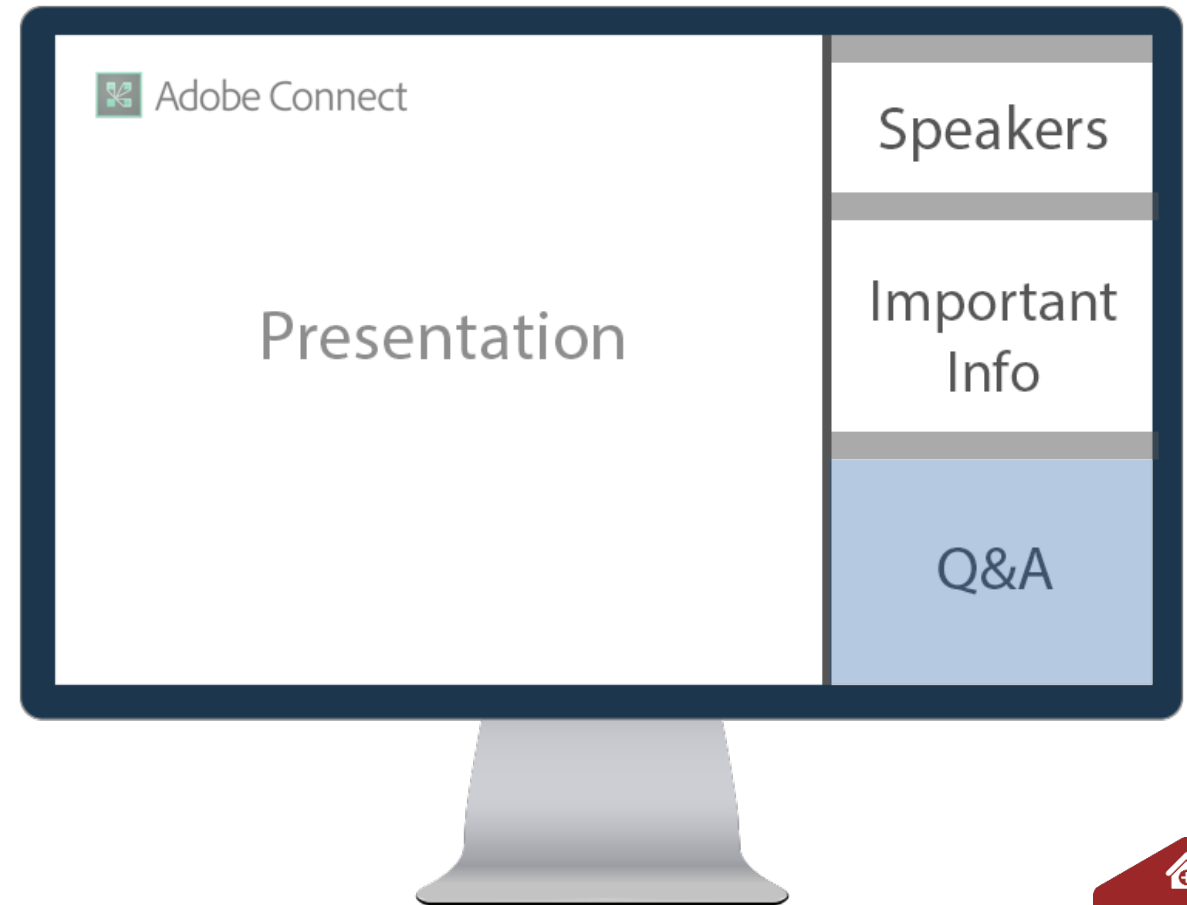 Adobe Connect
Presentation
Speakers
Important
Info
Q&A